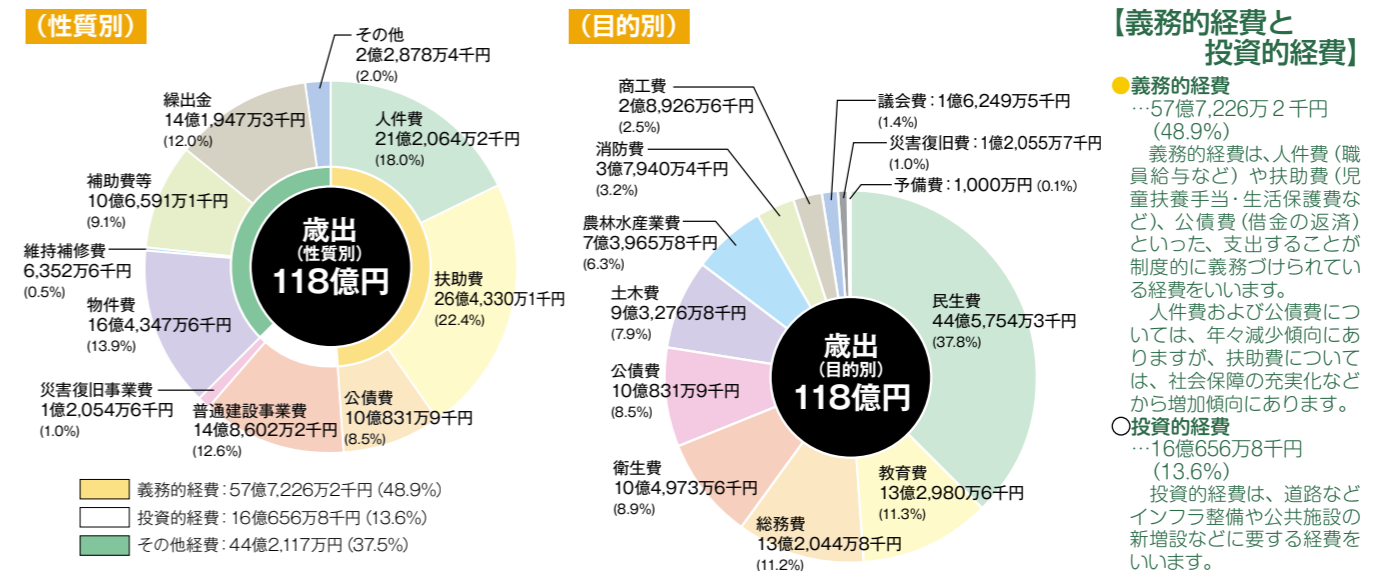 （性質別）
その他
2億2,878万4千円
(2.0%)
人件費
21億2,064万2千円
(18.0%)
扶助費
26億4,330万1千円
(22.4%)
公債費
10億831万9千円
(8.5%)
普通建設事業費
14億8,602万2千円
(12.6%)
災害復旧事業費
1億2,054万6千円
(1.0%)
物件費
16億4,347万6千円
(13.9%)
維持補修費
6,352万6千円
(0.5%)
補助費等
10億6,591万1千円
(9.1%)
繰出金
14億1,947万3千円
(12.0%)
歳出
（性質別）
118億円
義務的経費：57億7,226万2千円（48.9%）
投資的経費：16億656万8千円（13.6%）
その他経費：44億2,117万円（37.5%）
（目的別）
議会費：1億6,249万5千円
(1.4%)
災害復旧費：1億2,055万7千円
(1.0%)
予備費：1,000万円 (0.1%)
民生費
44億5,754万3千円
(37.8%)
教育費
13億2,980万6千円
(11.3%)
総務費
13億2,044万8千円
(11.2%)
衛生費
10億4,973万6千円
(8.9%)
公債費
10億831万9千円
(8.5%)
土木費
9億3,276万8千円
(7.9%)
農林水産業費
7億3,965万8千円
(6.3%)
消防費
3億7,940万4千円
(3.2%)
商工費
2億8,926万6千円
(2.5%)
歳出
（目的別）
118億円
【義務的経費と
投資的経費】
●義務的経費
…57億7,226万２千円
（48.9%）
義務的経費は、人件費（職
員給与など）や扶助費（児
童扶養手当・生活保護費な
ど）、公債費（借金の返済）
といった、支出することが
制度的に義務づけられてい
る経費をいいます。
人件費および公債費につ
いては、年々減少傾向にあ
りますが、扶助費について
は、社会保障の充実化など
から増加傾向にあります。
○投資的経費
…16億656万8千円
（13.6%）
投資的経費は、道路など
インフラ整備や公共施設の
新増設などに要する経費を
いいます。